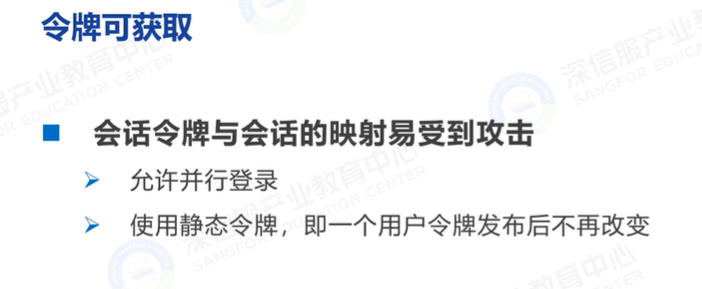 令牌可获取
会话令牌与会话的映射易受到攻击
允许并行登录
使用静态令牌，即一个用户令牌发布后不再改变
深信服产业教育中心
SANGFOR EDUCATION CENTER